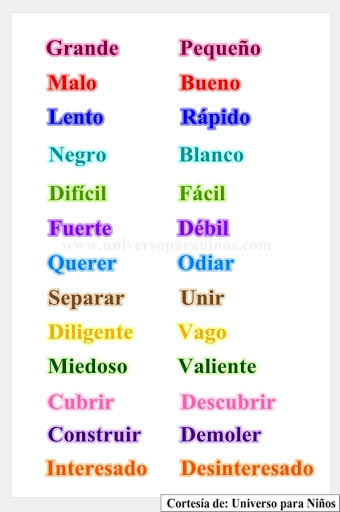 Grande Pequeño
Malo Bueno
Lento Rápido
Negro Blanco
Difícil Fácil
Fuerte Débil
www.universoparaninos.com
Querer Odiar
Separar Unir
Diligente Vago
Miedoso Valiente
Cubrir Descubrir
Construir Demoler
Interesado Desinteresado
Cortesía de: Universo para Niños